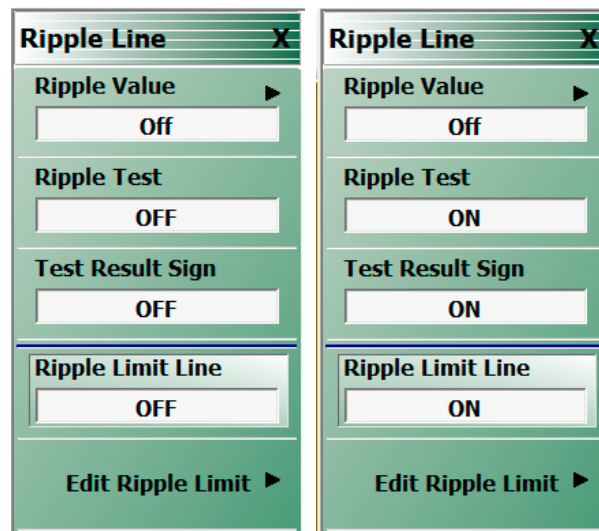 Ripple Line X
Ripple Value
Off
Ripple Test
OFF
Test Result Sign
OFF
Ripple Limit Line
OFF
Edit Ripple Limit
Ripple Line X
Ripple Value
Off
Ripple Test
ON
Test Result Sign
ON
Ripple Limit Line
ON
Edit Ripple Limit